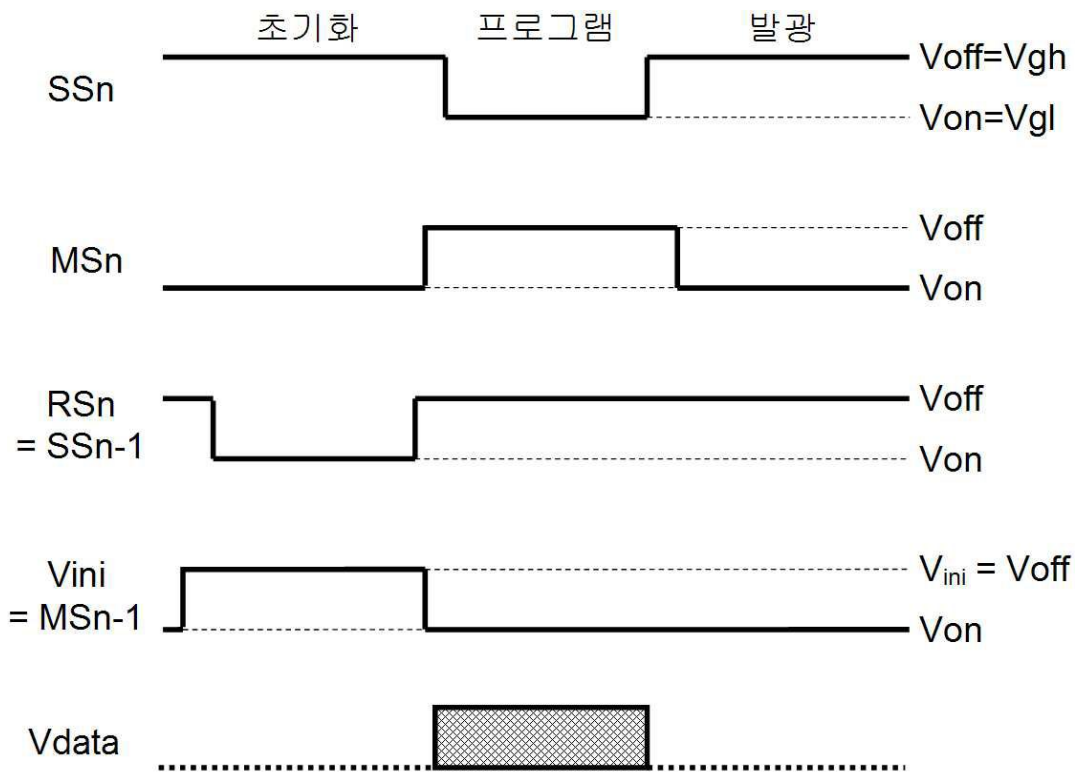 초기화 프로그램 발광
SSn
Voff=Vgh
Von=Vgl
MSn
Voff
Von
RSn
= SSn-1
Voff
Von
Vini
= MSn-1
Vini = Voff
Von
Vdata